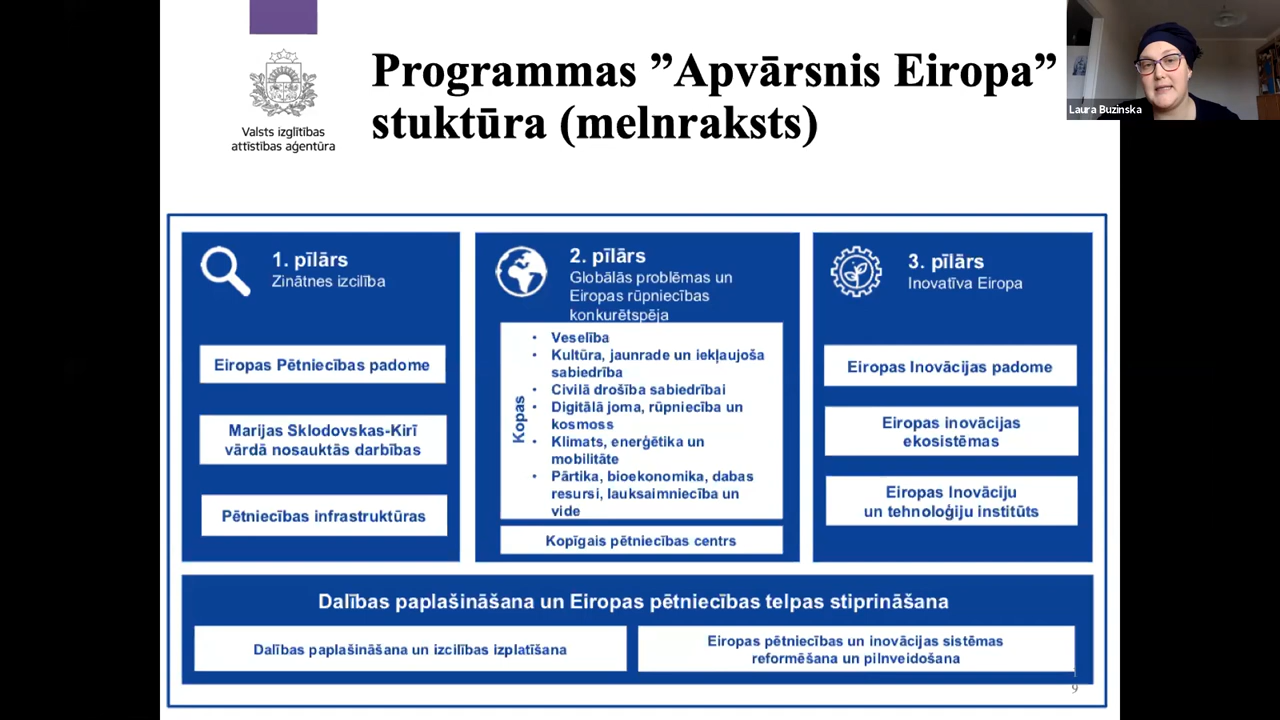 Programmas ”Apvārsnis Eiropa”
stuktūra (melnraksts)
Valsts izglītības
attīstības aģentūra
Laura Buzinska
1. pīlārs
Zinātnes izcilība
Eiropas Pētniecības padome
Marijas Sklodovskas-Kirī
vārdā nosauktās darbības
Pētniecības infrastruktūras
2. pīlārs
Globālās problēmas un
Eiropas rūpniecības
konkurētspēja
Kopas
• Veselība
• Kultūra, jaunrade un iekļaujoša
sabiedrība
• Civilā drošība sabiedrībai
• Digitālā joma, rūpniecība un
kosmoss
• Klimats, enerģētika un
mobilitāte
• Pārtika, bioekonomika, dabas
resursi, lauksaimniecība un
vide
Kopīgais pētniecības centrs
3. pīlārs
Inovatīva Eiropa
Eiropas Inovācijas padome
Eiropas inovācijas
ekosistēmas
Eiropas Inovāciju
un tehnoloģiju institūts
Dalības paplašināšana un Eiropas pētniecības telpas stiprināšana
Dalības paplašināšana un izcilības izplatīšana
Eiropas pētniecības un inovācijas sistēmas
reformēšana un pilnveidošana
1
9